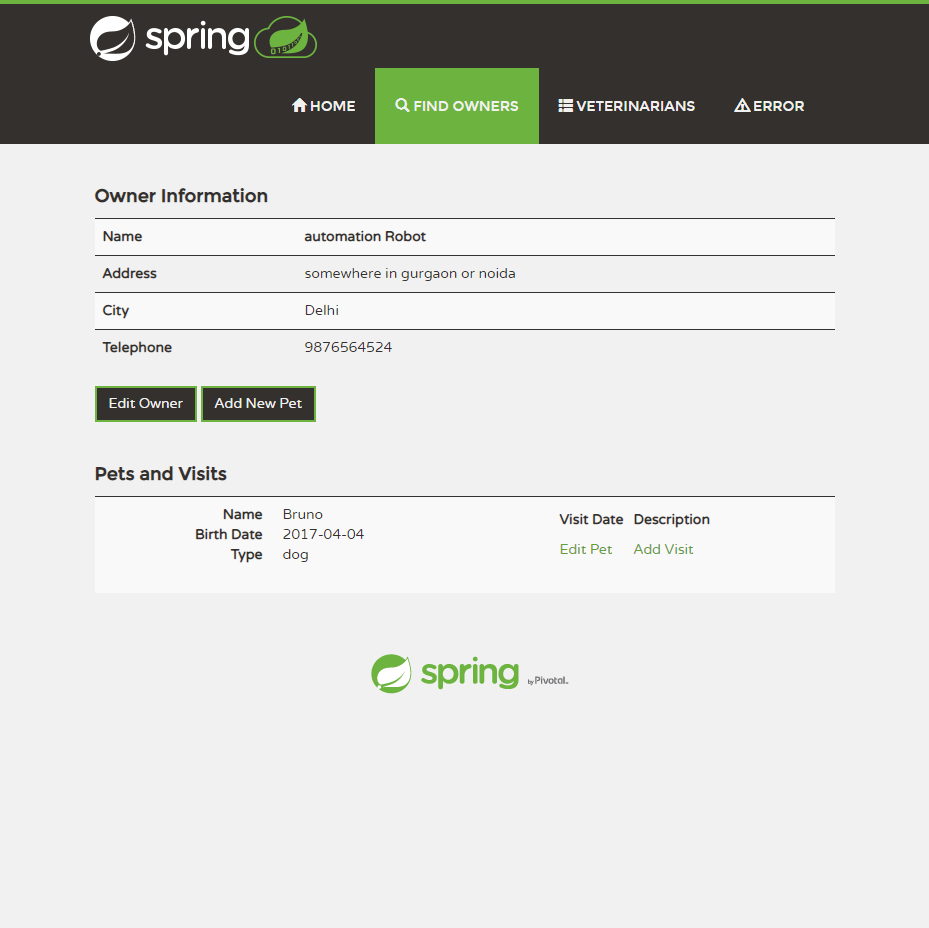 spring
HOME FIND OWNERS VETERINARIANS ERROR
Owner Information
Name automation Robot
Address somewhere in gurgaon or noida
City Delhi
Telephone 9876564524
Edit Owner Add New Pet
Pets and Visits
Name Bruno
Birth Date 2017-04-04
Type dog
Visit Date Description
Edit Pet Add Visit
spring by Pivotal.